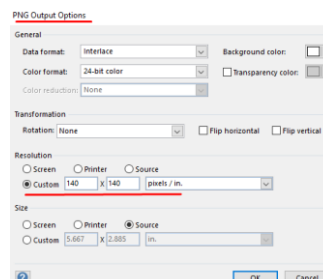 PNG Output Options
General
Data format: Interlace Background color:
Color format: 24-bit color Transparency color:
Color reduction: None
Transformation
Rotation: None Flip horizontal Flip vertical
Resolution
Screen Printer Source
Custom 140 X 140 pixels / in.
Size
Screen Printer Source
Custom 5.667 X 2.885 in.
OK Cancel